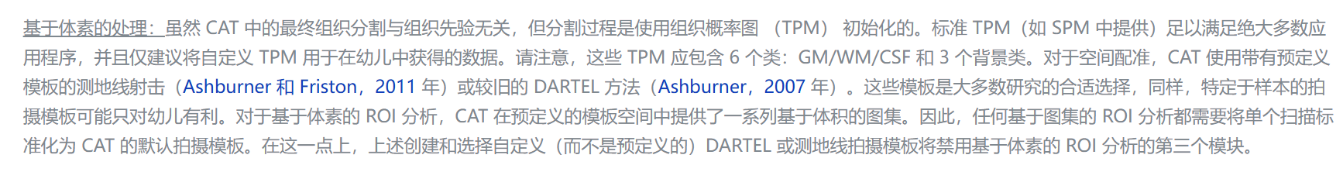 基于体素的处理：虽然 CAT 中的最终组织分割与组织先验无关，但分割过程是使用组织概率图 （TPM） 初始化的。标准 TPM（如 SPM 中提供）足以满足绝大多数应
用程序，并且仅建议将自定义 TPM 用于在幼儿中获得的数据。请注意，这些 TPM 应包含 6 个类：GM/WM/CSF 和 3 个背景类。对于空间配准，CAT 使用带有预定义
模板的测地线射击（Ashburner 和 Friston，2011 年）或较旧的 DARTEL 方法（Ashburner，2007 年）。这些模板是大多数研究的合适选择，同样，特定于样本的拍
摄模板可能只对幼儿有利。对于基于体素的 ROI 分析，CAT 在预定义的模板空间中提供了一系列基于体积的图集。因此，任何基于图集的 ROI 分析都需要将单个扫描标
准化为 CAT 的默认拍摄模板。在这一点上，上述创建和选择自定义（而不是预定义的）DARTEL 或测地线拍摄模板将禁用基于体素的 ROI 分析的第三个模块。